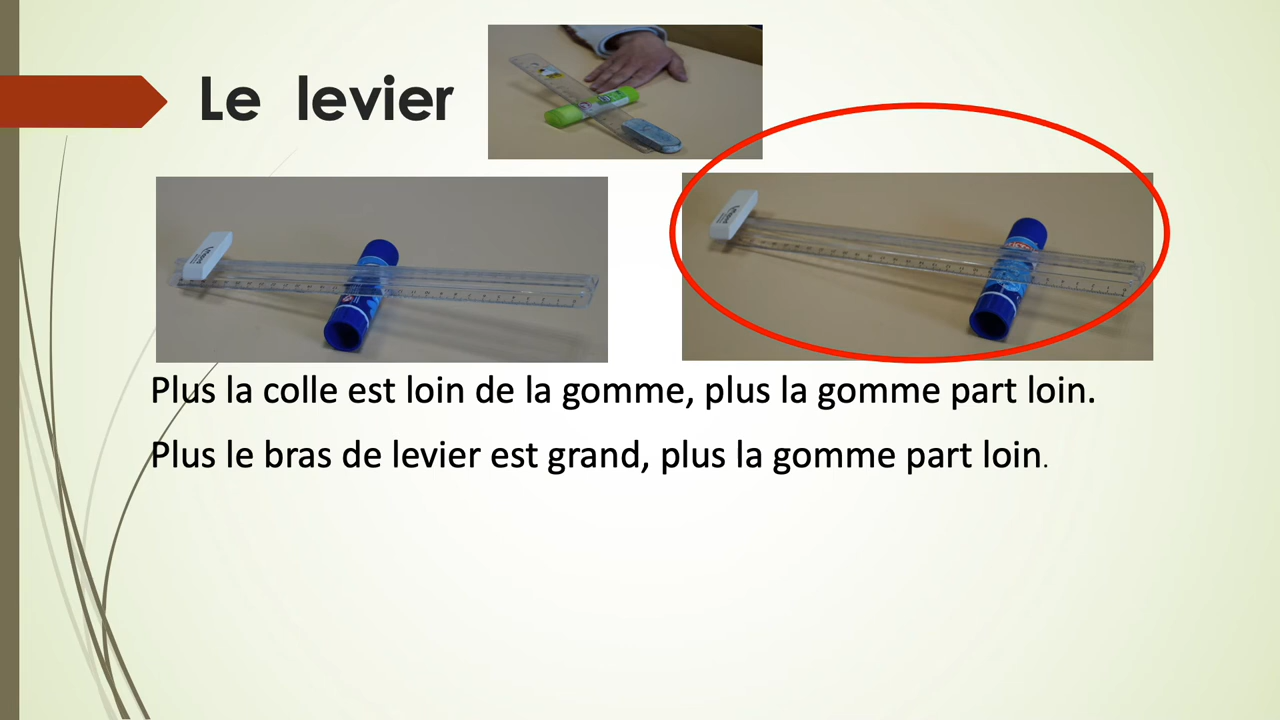 Le levier
Plus la colle est loin de la gomme, plus la gomme part loin.
Plus le bras de levier est grand, plus la gomme part loin.